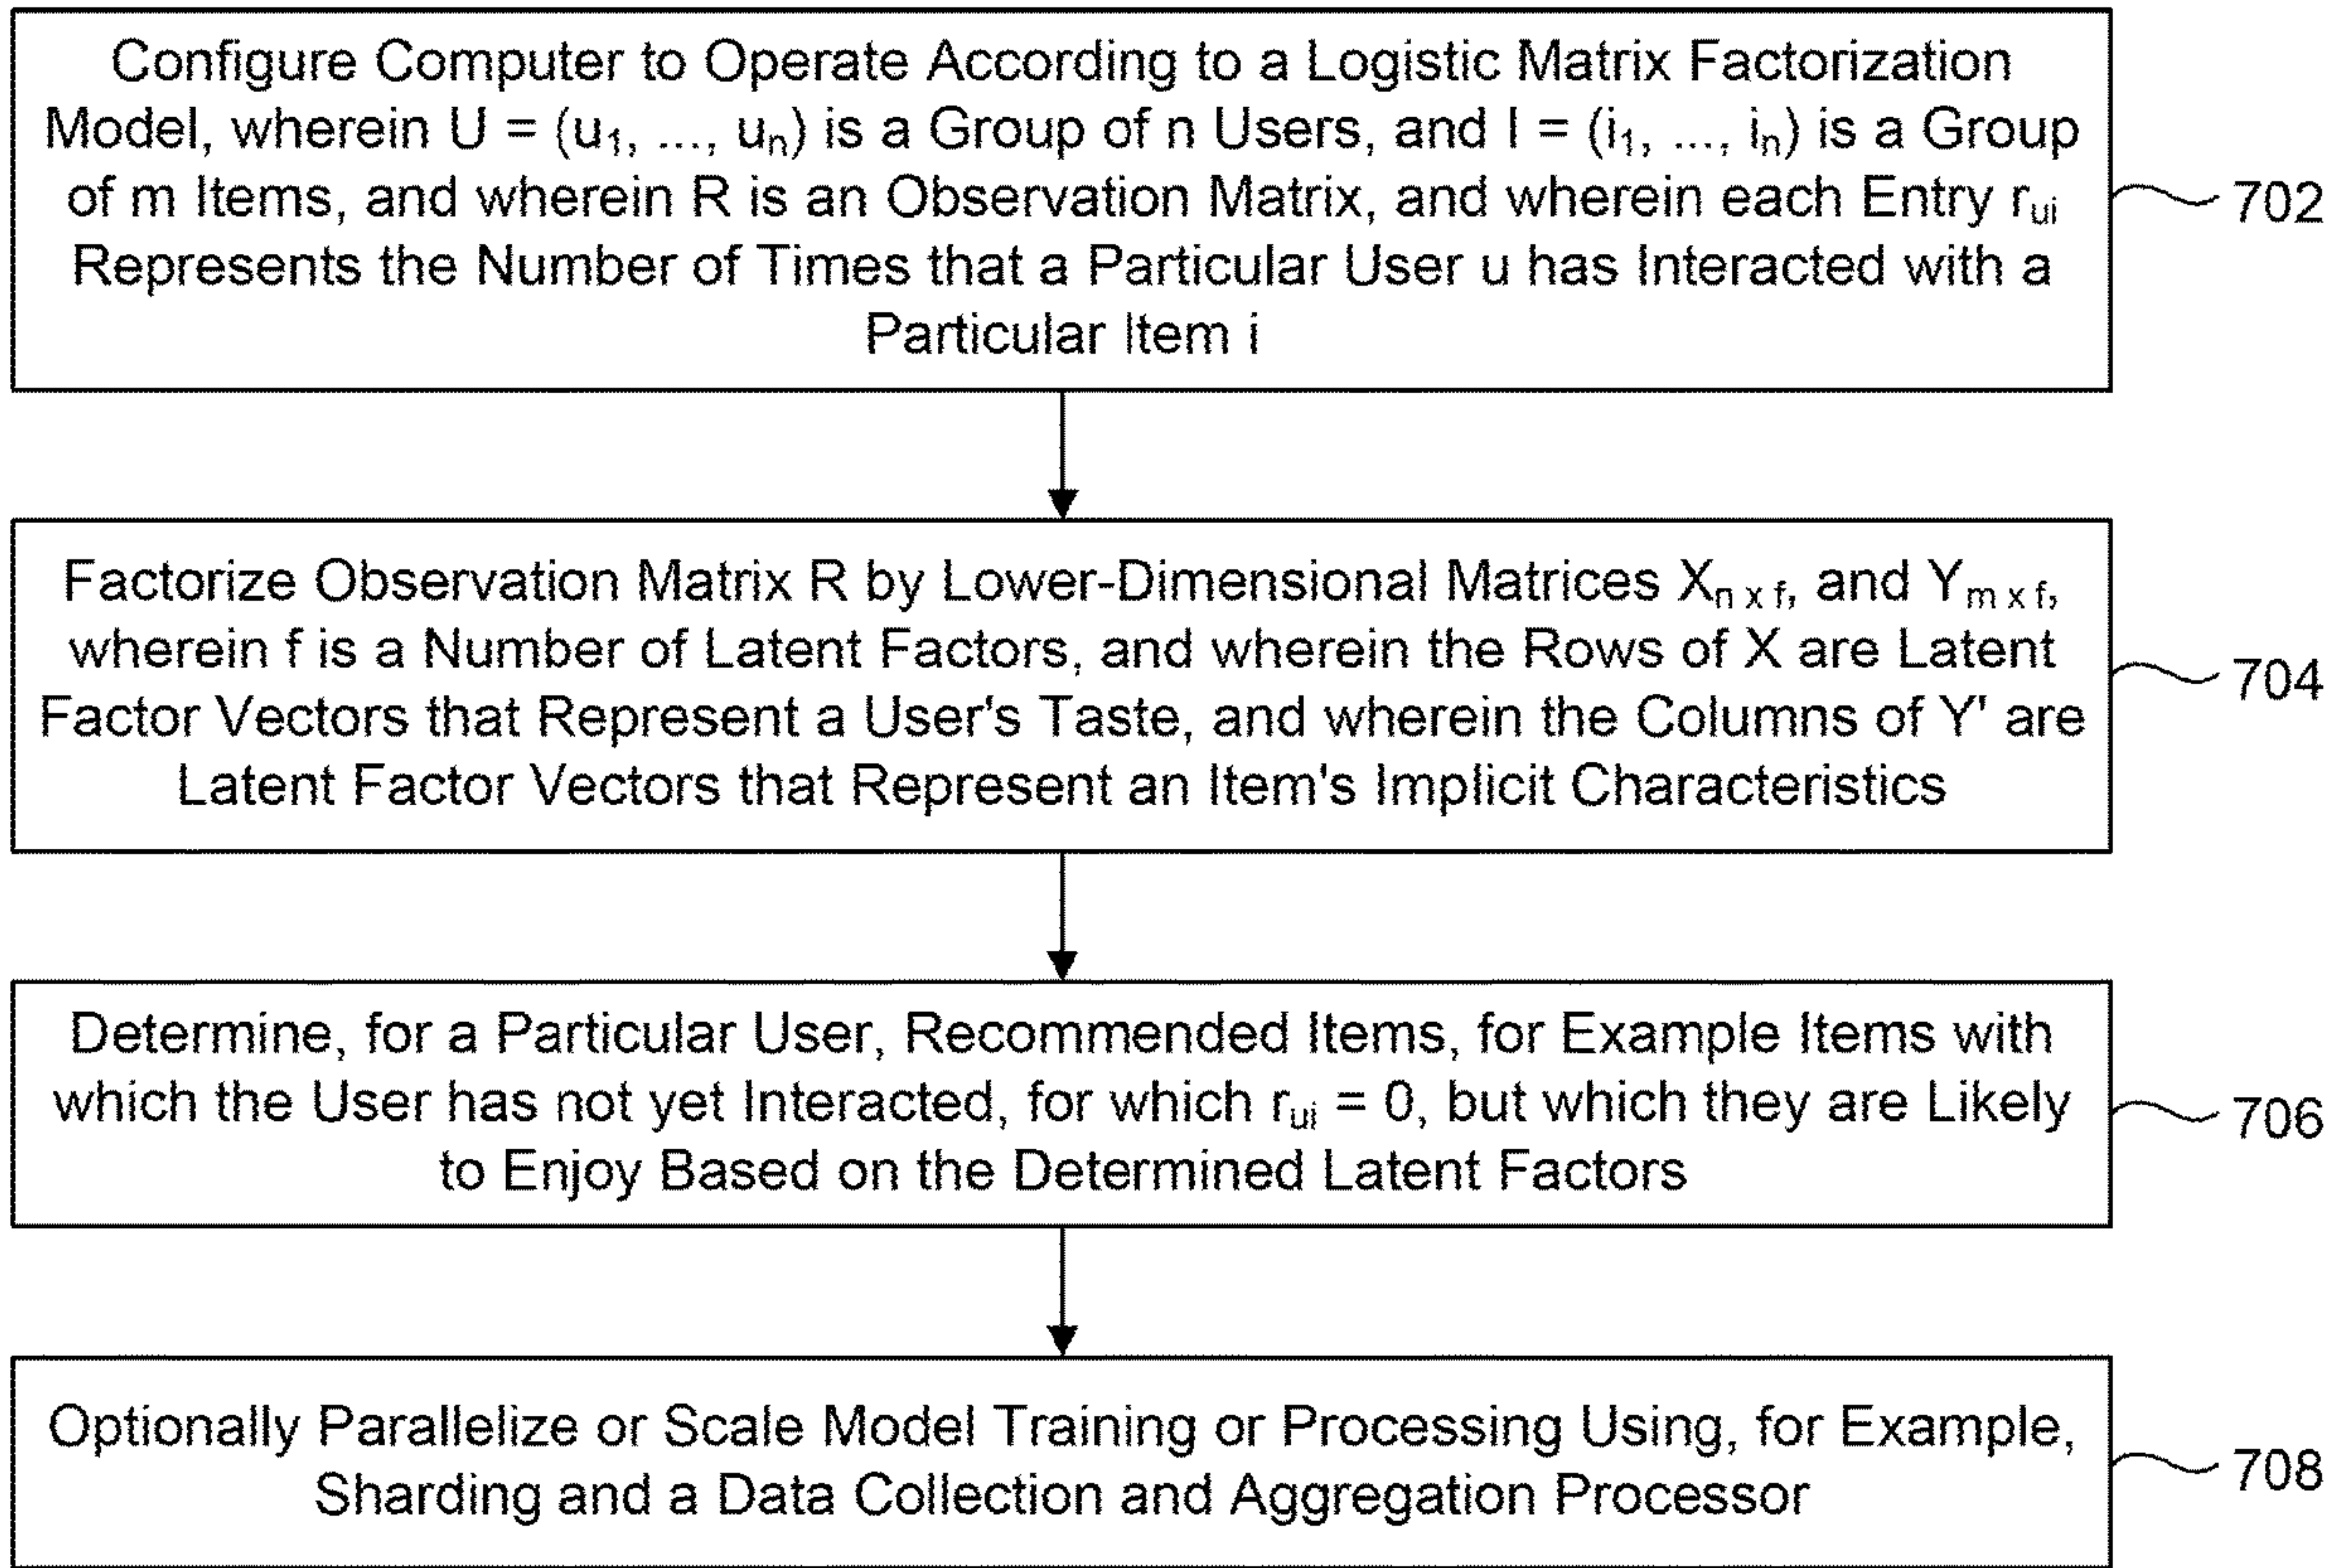 Configure Computer to Operate According to a Logistic Matrix Factorization
Model, wherein U = (u₁, ..., uₙ) is a Group of n Users, and I = (i₁, ..., iₙ) is a Group
of m Items, and wherein R is an Observation Matrix, and wherein each Entry rᵤᵢ
Represents the Number of Times that a Particular User u has Interacted with a
Particular Item i
702
Factorize Observation Matrix R by Lower-Dimensional Matrices Xₙ ₓ f, and Yₘ ₓ f,
wherein f is a Number of Latent Factors, and wherein the Rows of X are Latent
Factor Vectors that Represent a User's Taste, and wherein the Columns of Y' are
Latent Factor Vectors that Represent an Item's Implicit Characteristics
704
Determine, for a Particular User, Recommended Items, for Example Items with
which the User has not yet Interacted, for which rᵤᵢ = 0, but which they are Likely
to Enjoy Based on the Determined Latent Factors
706
Optionally Parallelize or Scale Model Training or Processing Using, for Example,
Sharding and a Data Collection and Aggregation Processor
708